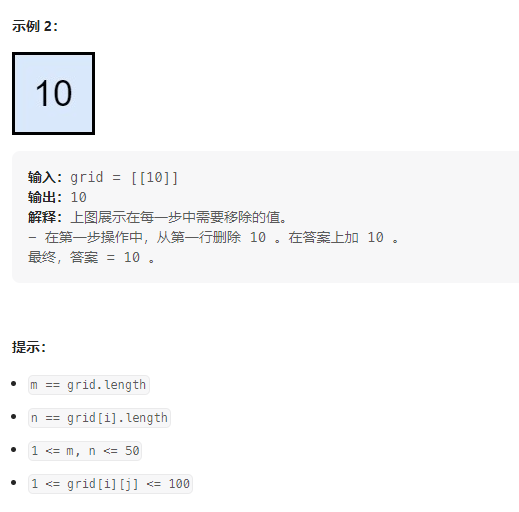 示例 2：
10
输入：grid = [[10]]
输出：10
解释：上图展示在每一步中需要移除的值。
- 在第一步操作中，从第一行删除 10 。在答案上加 10 。
最终，答案 = 10 。
提示：
m == grid.length
n == grid[i].length
1 <= m, n <= 50
1 <= grid[i][j] <= 100